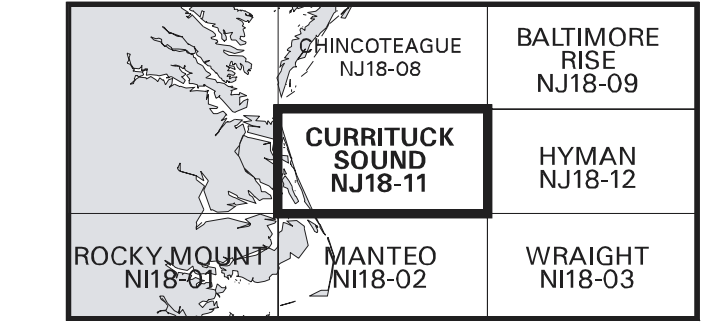 CHINCOTEAGUE
NJ18-08
BALTIMORE
RISE
NJ18-09
CURRITUCK
SOUND
NJ18-11
HYMAN
NJ18-12
ROCKY MOUNT
NI18-01
MANTEO
NI18-02
WRAIGHT
NI18-03